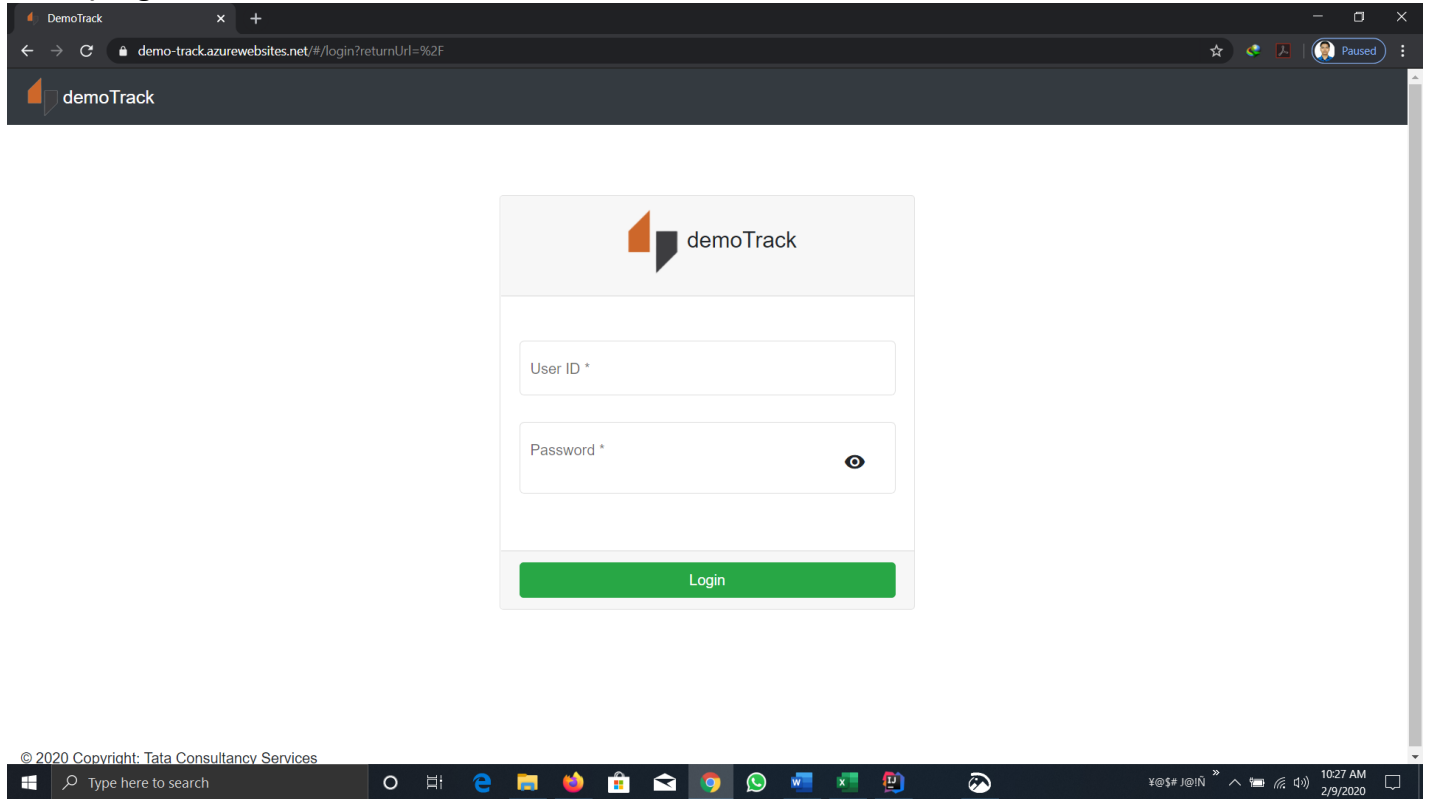 DemoTrack
demo-track.azurewebsites.net/#/login?returnUrl=%2F
Paused
demoTrack
demoTrack
User ID *
Password *
Login
© 2020 Copyright: Tata Consultancy Services
Type here to search
¥@$# J@!Ñ
10:27 AM
2/9/2020